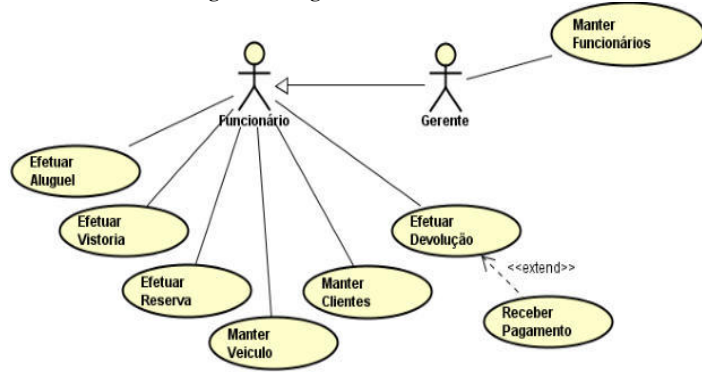 Manter
Funcionários
Funcionário
Gerente
Efetuar
Aluguel
Efetuar
Vistoria
Efetuar
Reserva
Manter
Veiculo
Manter
Clientes
Efetuar
Devolução
<<extend>>
Receber
Pagamento